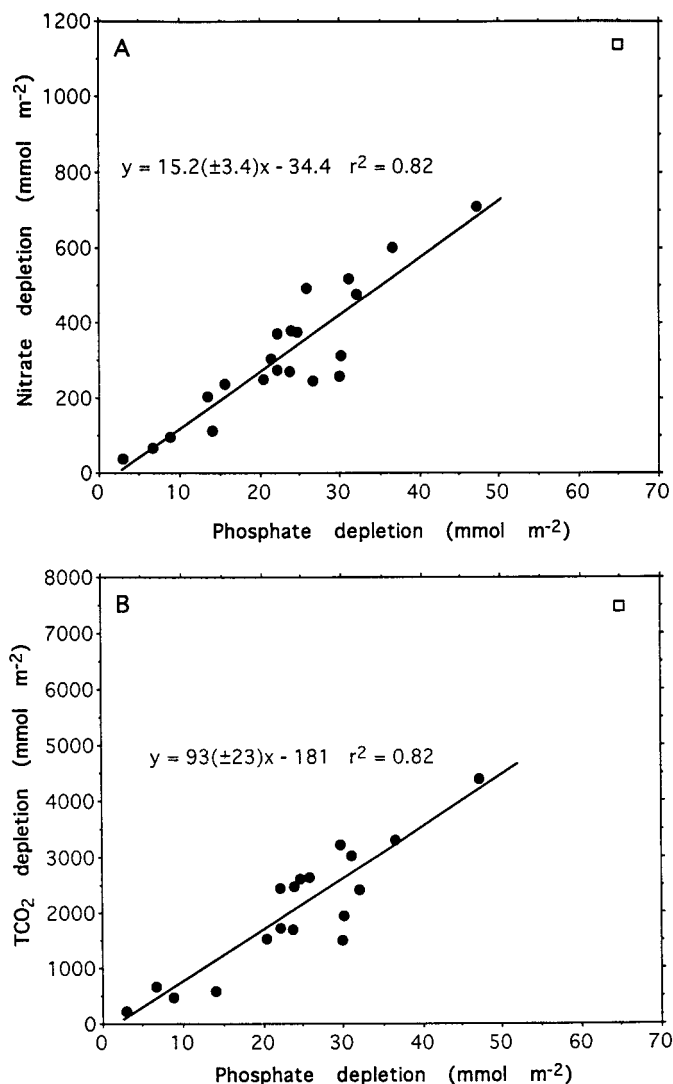 A
1200
1000
800
600
400
200
0
Nitrate depletion (mmol m-2)
y = 15.2(±3.4)x - 34.4 r2 = 0.82
0 10 20 30 40 50 60 70
Phosphate depletion (mmol m-2)
B
8000
7000
6000
5000
4000
3000
2000
1000
0
TCO2 depletion (mmol m-2)
y = 93(±23)x - 181 r2 = 0.82
0 10 20 30 40 50 60 70
Phosphate depletion (mmol m-2)